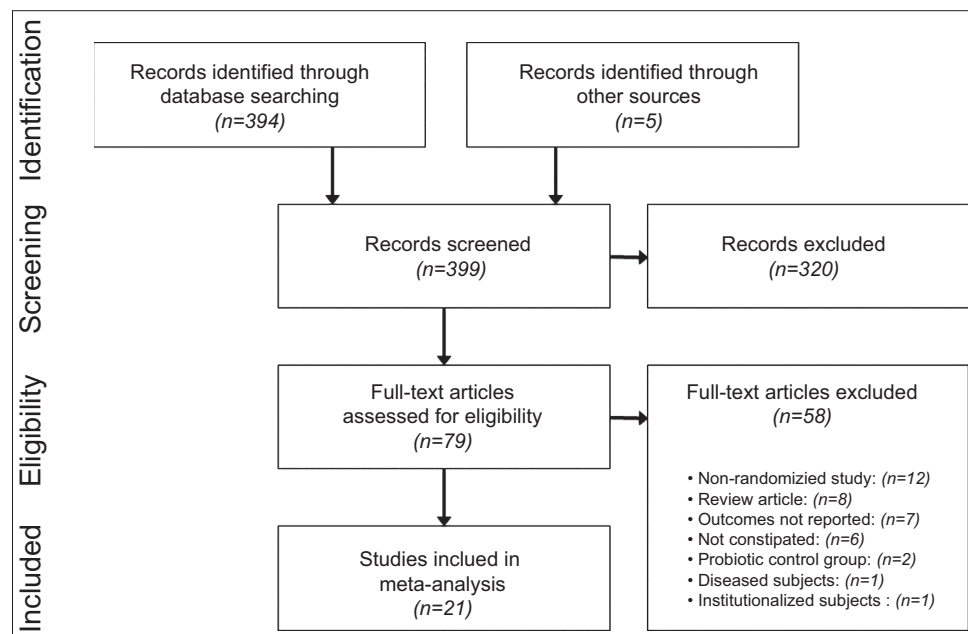 Identification
Records identified through
database searching
(n=394)
Records identified through
other sources
(n=5)
Screening
Records screened
(n=399)
Records excluded
(n=320)
Eligibility
Full-text articles
assessed for eligibility
(n=79)
Full-text articles excluded
(n=58)
• Non-randomizied study: (n=12)
• Review article: (n=8)
• Outcomes not reported: (n=7)
• Not constipated: (n=6)
• Probiotic control group: (n=2)
• Diseased subjects: (n=1)
• Institutionalized subjects : (n=1)
Included
Studies inclued in
meta-analysis
(n=21)